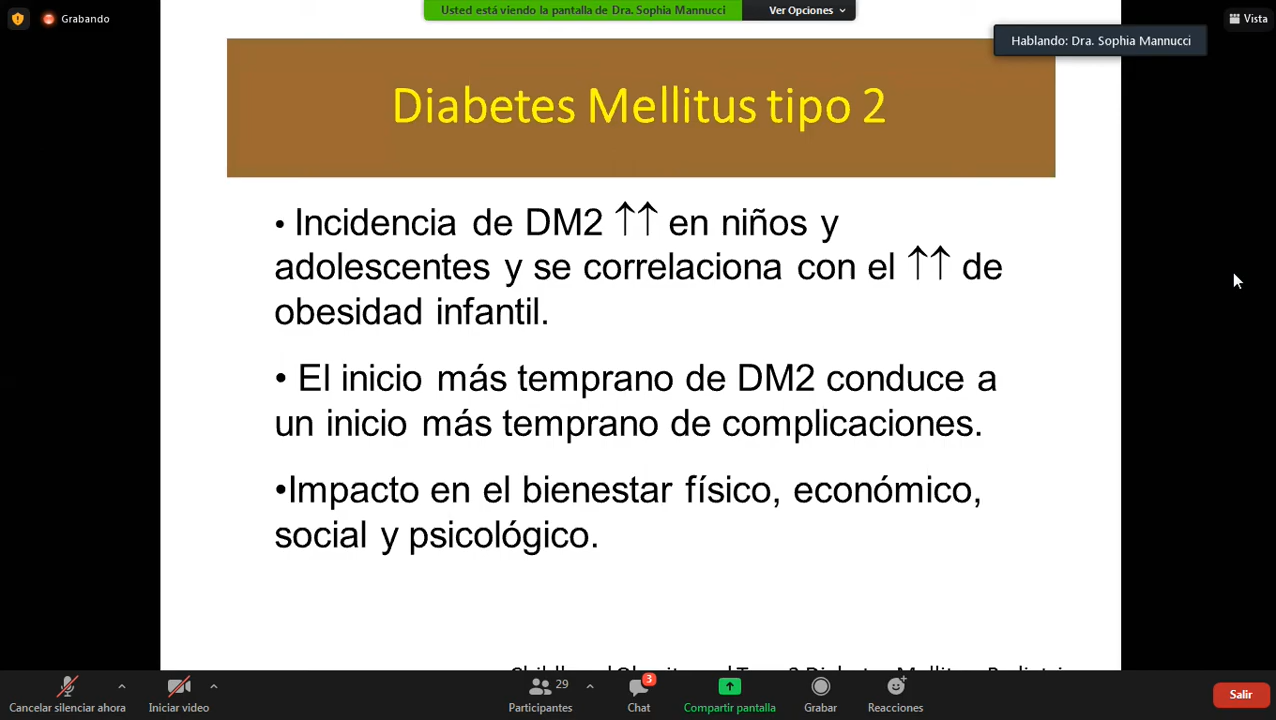 Grabando
Usted está viendo la pantalla de Dra. Sophia Mannucci
Ver Opciones
Vista
Hablando: Dra. Sophia Mannucci
Diabetes Mellitus tipo 2
• Incidencia de DM2 ↑↑ en niños y
adolescentes y se correlaciona con el ↑↑ de
obesidad infantil.
• El inicio más temprano de DM2 conduce a
un inicio más temprano de complicaciones.
•Impacto en el bienestar físico, económico,
social y psicológico.
Cancelar silenciar ahora
Iniciar video
29
Participantes
3
Chat
Compartir pantalla
Grabar
Reacciones
Salir